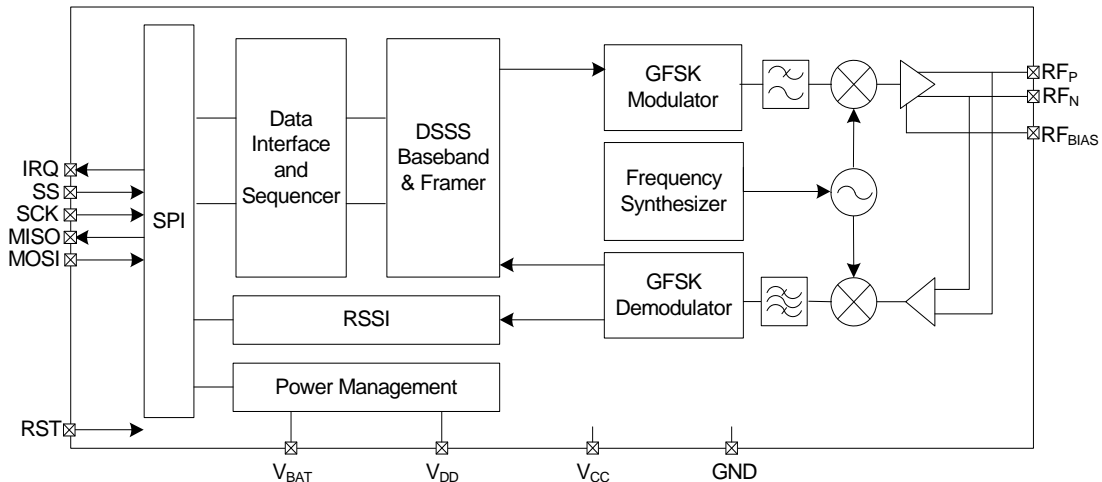 IRQ
SS
SCK
MISO
MOSI
RST
SPI
Data
Interface
and
Sequencer
DSSS
Baseband
& Framer
RSSI
Power Management
GFSK
Modulator
Frequency
Synthesizer
GFSK
Demodulator
RFP
RFN
RFBIAS
VBAT
VDD
VCC
GND